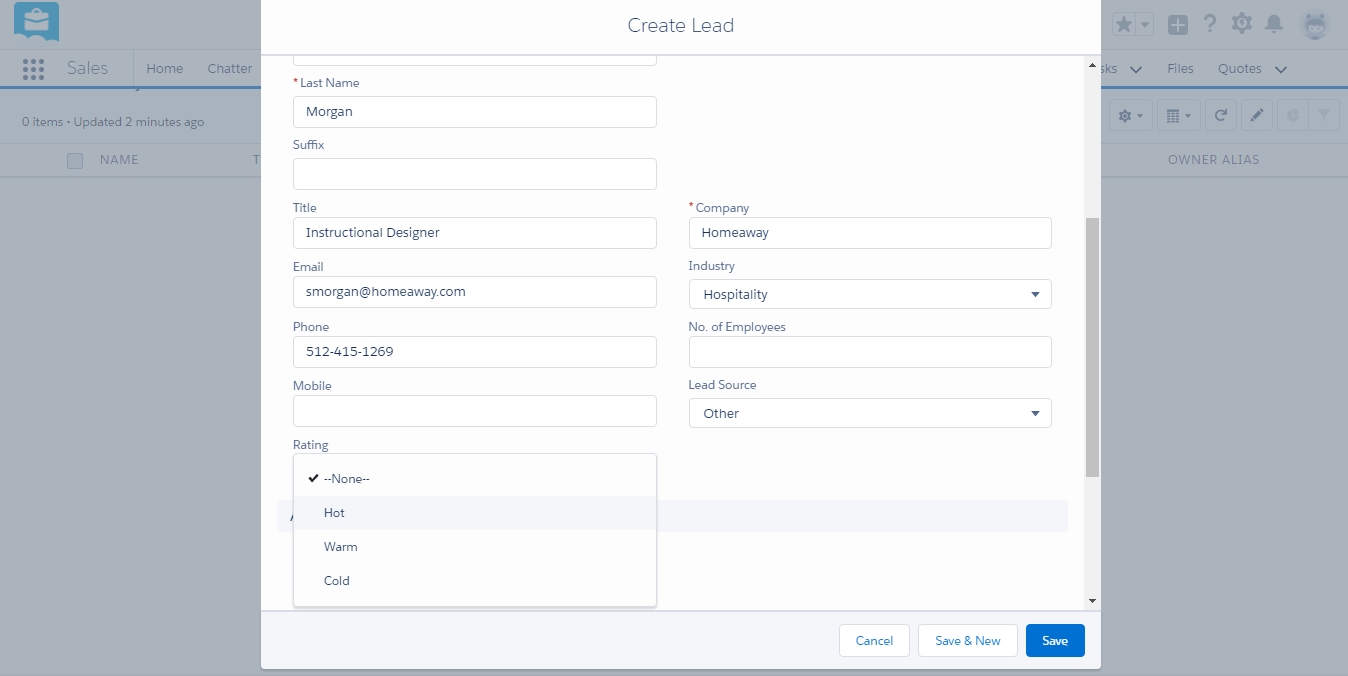 Create Lead
Sales
Home
Chatter
Files
Quotes
0 items • Updated 2 minutes ago
NAME
OWNER ALIAS
* Last Name
Morgan
Suffix
Title
Instructional Designer
* Company
Homeaway
Email
smorgan@homeaway.com
Industry
Hospitality
Phone
512-415-1269
No. of Employees
Mobile
Lead Source
Other
Rating
--None--
Hot
Warm
Cold
Cancel
Save & New
Save